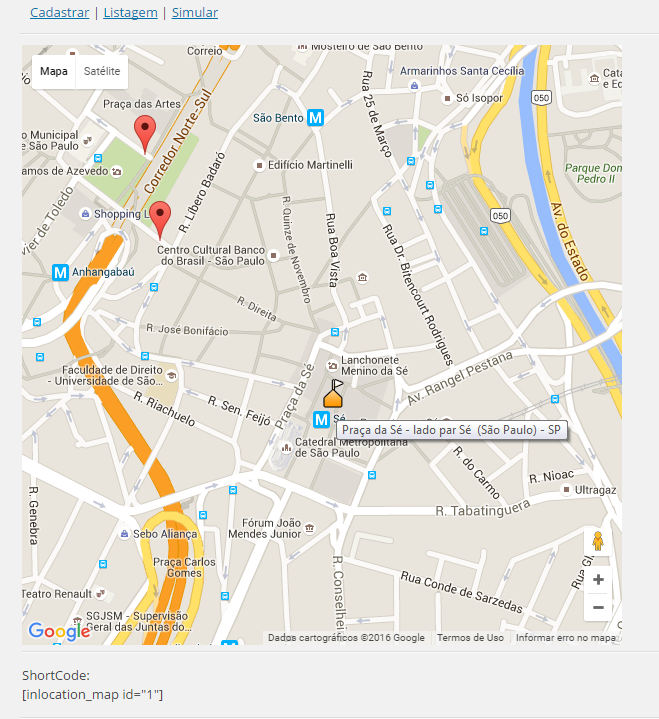 Cadastrar | Listagem | Simular
Mosteiro de São Bento
Correio
Mapa
Satélite
Armarinhos Santa Cecília
Praça das Artes
Só Isopor
050
São Bento
Rua 25 de Março
Corredor Norte-Sul
o Municipal
de São Paulo
Edifício Martinelli
amos de Azevedo
R. Líbero Badaró
Parque Dom
Pedro II
Shopping L
050
Av. do Estado
R. Quinze de Novembro
Rua Boa Vista
Rua Dr. Bitencourt Rodrigues
Centro Cultural Banco
do Brasil - São Paulo
Anhangabaú
R. Direita
R. José Bonifácio
Lanchonete
Menino da Sé
Av. Rangel Pestana
Faculdade de Direito
- Universidade de São...
Praça da Sé
R. Riachuelo
R. Sen. Feijó
Sé
Praça da Sé - lado par Sé (São Paulo) - SP
Catedral Metropolitana
de São Paulo
R. do Carmo
R. Nioac
Ultragaz
R. Genebra
R. Tabatinguera
Fórum João
Mendes Junior
Sebo Aliança
Praça Carlos
Gomes
R. Conselhei
Rua Conde de Sarzedas
Teatro Renault
SGJSM - Supervisão
Geral das Juntas do...
Google
Dados cartográficos ©2016 Google
Termos de Uso
Informar erro no mapa
ShortCode:
[inlocation_map id="1"]